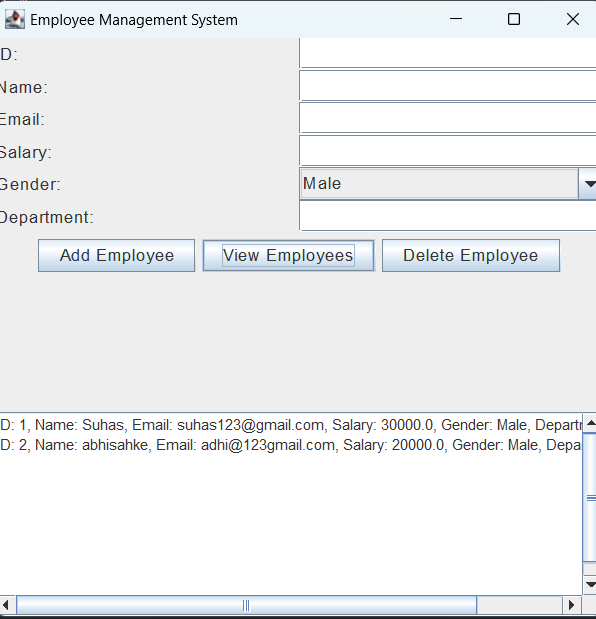 Employee Management System
ID:
Name:
Email:
Salary:
Gender: Male
Department:
Add Employee View Employees Delete Employee
D: 1, Name: Suhas, Email: suhas123@gmail.com, Salary: 30000.0, Gender: Male, Departm
D: 2, Name: abhisahke, Email: adhi@123gmail.com, Salary: 20000.0, Gender: Male, Depa